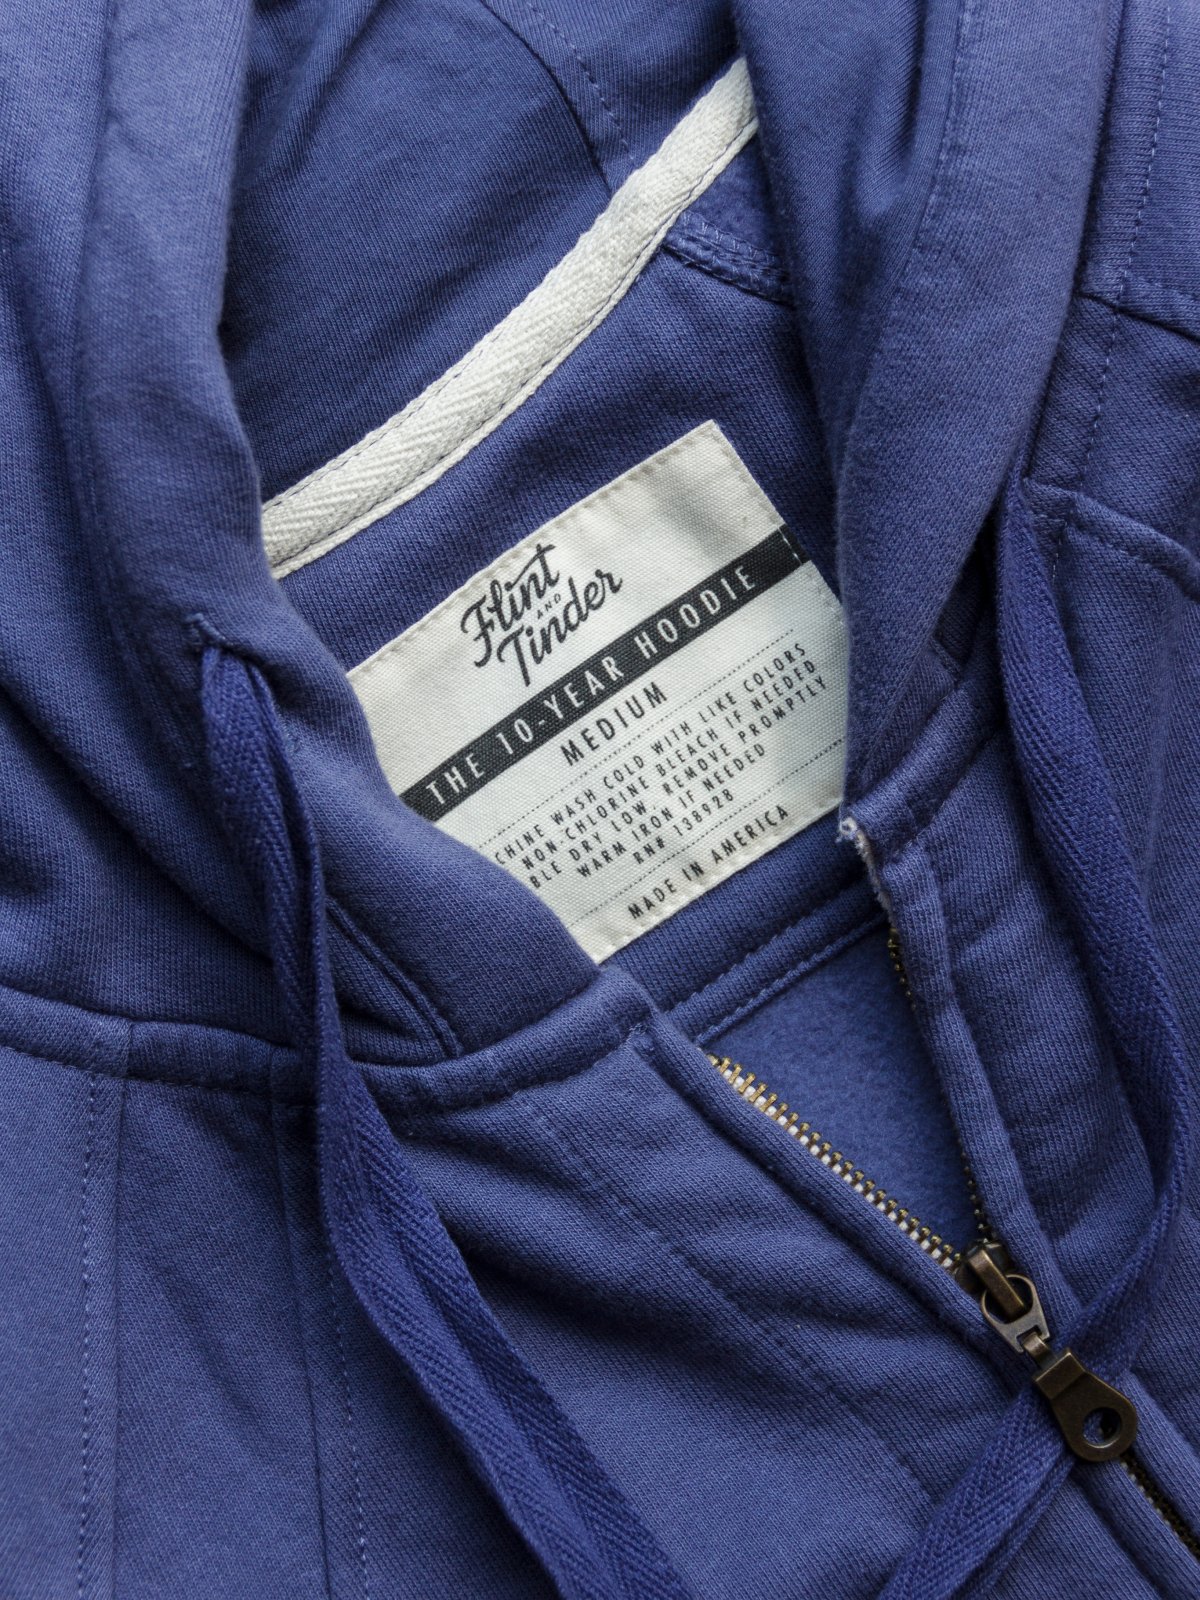 Flint
AND
Tinder
THE 10-YEAR HOODIE
MEDIUM
CHINE WASH COLD WITH LIKE COLORS
NON-CHLORINE BLEACH IF NEEDED
BLE DRY LOW, REMOVE PROMPTLY
WARM IRON IF NEEDED
RN# 138928
MADE IN AMERICA